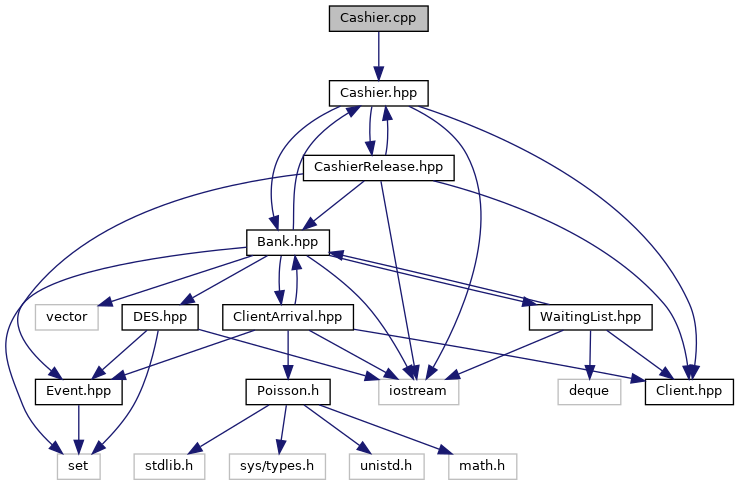 Cashier.cpp
Cashier.hpp
CashierRelease.hpp
Bank.hpp
vector
DES.hpp
ClientArrival.hpp
WaitingList.hpp
Event.hpp
Poisson.h
iostream
deque
Client.hpp
set
stdlib.h
sys/types.h
unistd.h
math.h